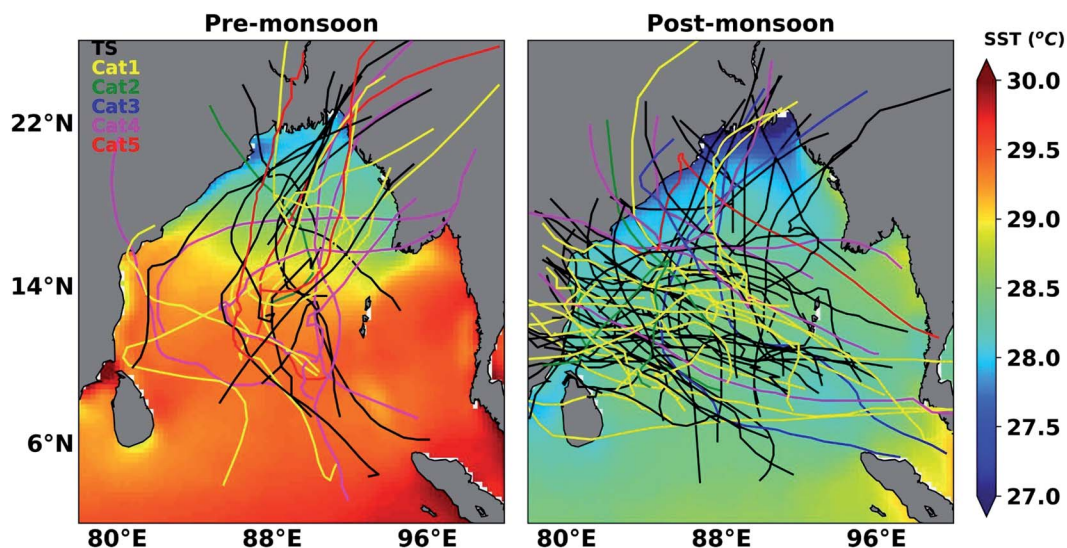 Pre-monsoon
Post-monsoon
SST (°C)
TS
Cat1
Cat2
Cat3
Cat4
Cat5
22°N
14°N
6°N
80°E 88°E 96°E
80°E 88°E 96°E
30.0
29.5
29.0
28.5
28.0
27.5
27.0